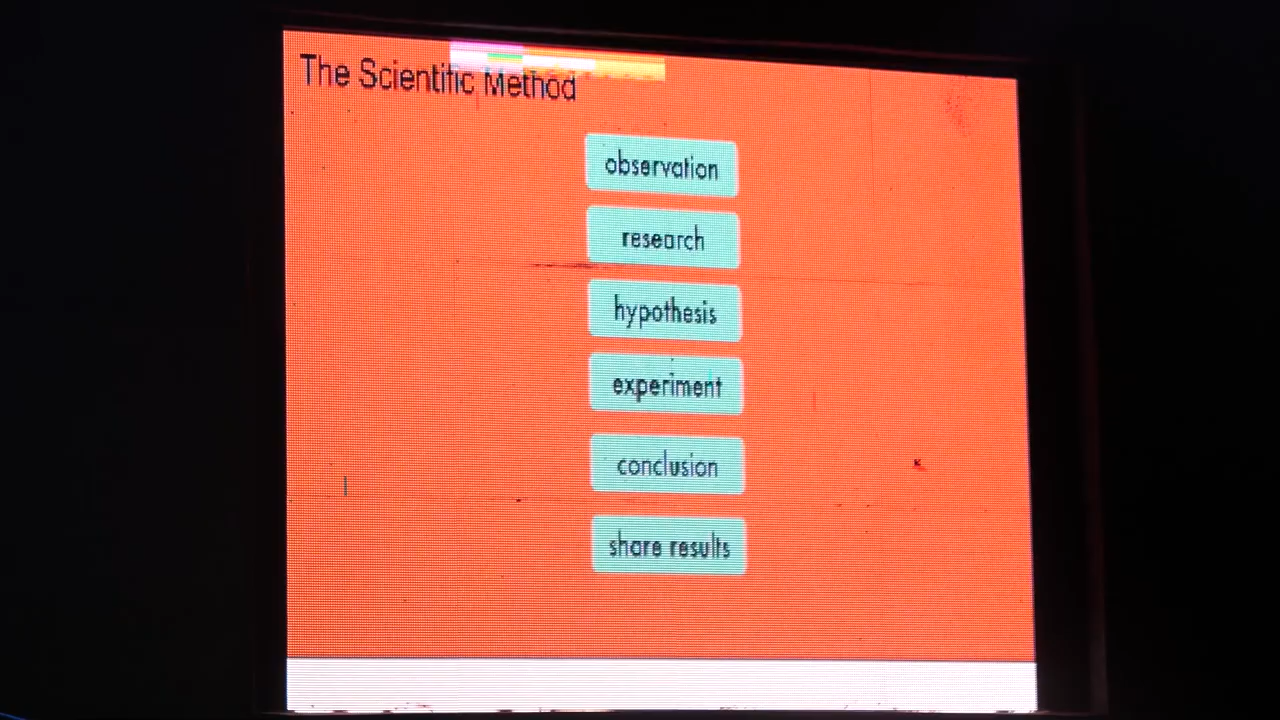 The Scientific Method
observation
research
hypothesis
experiment
conclusion
share results